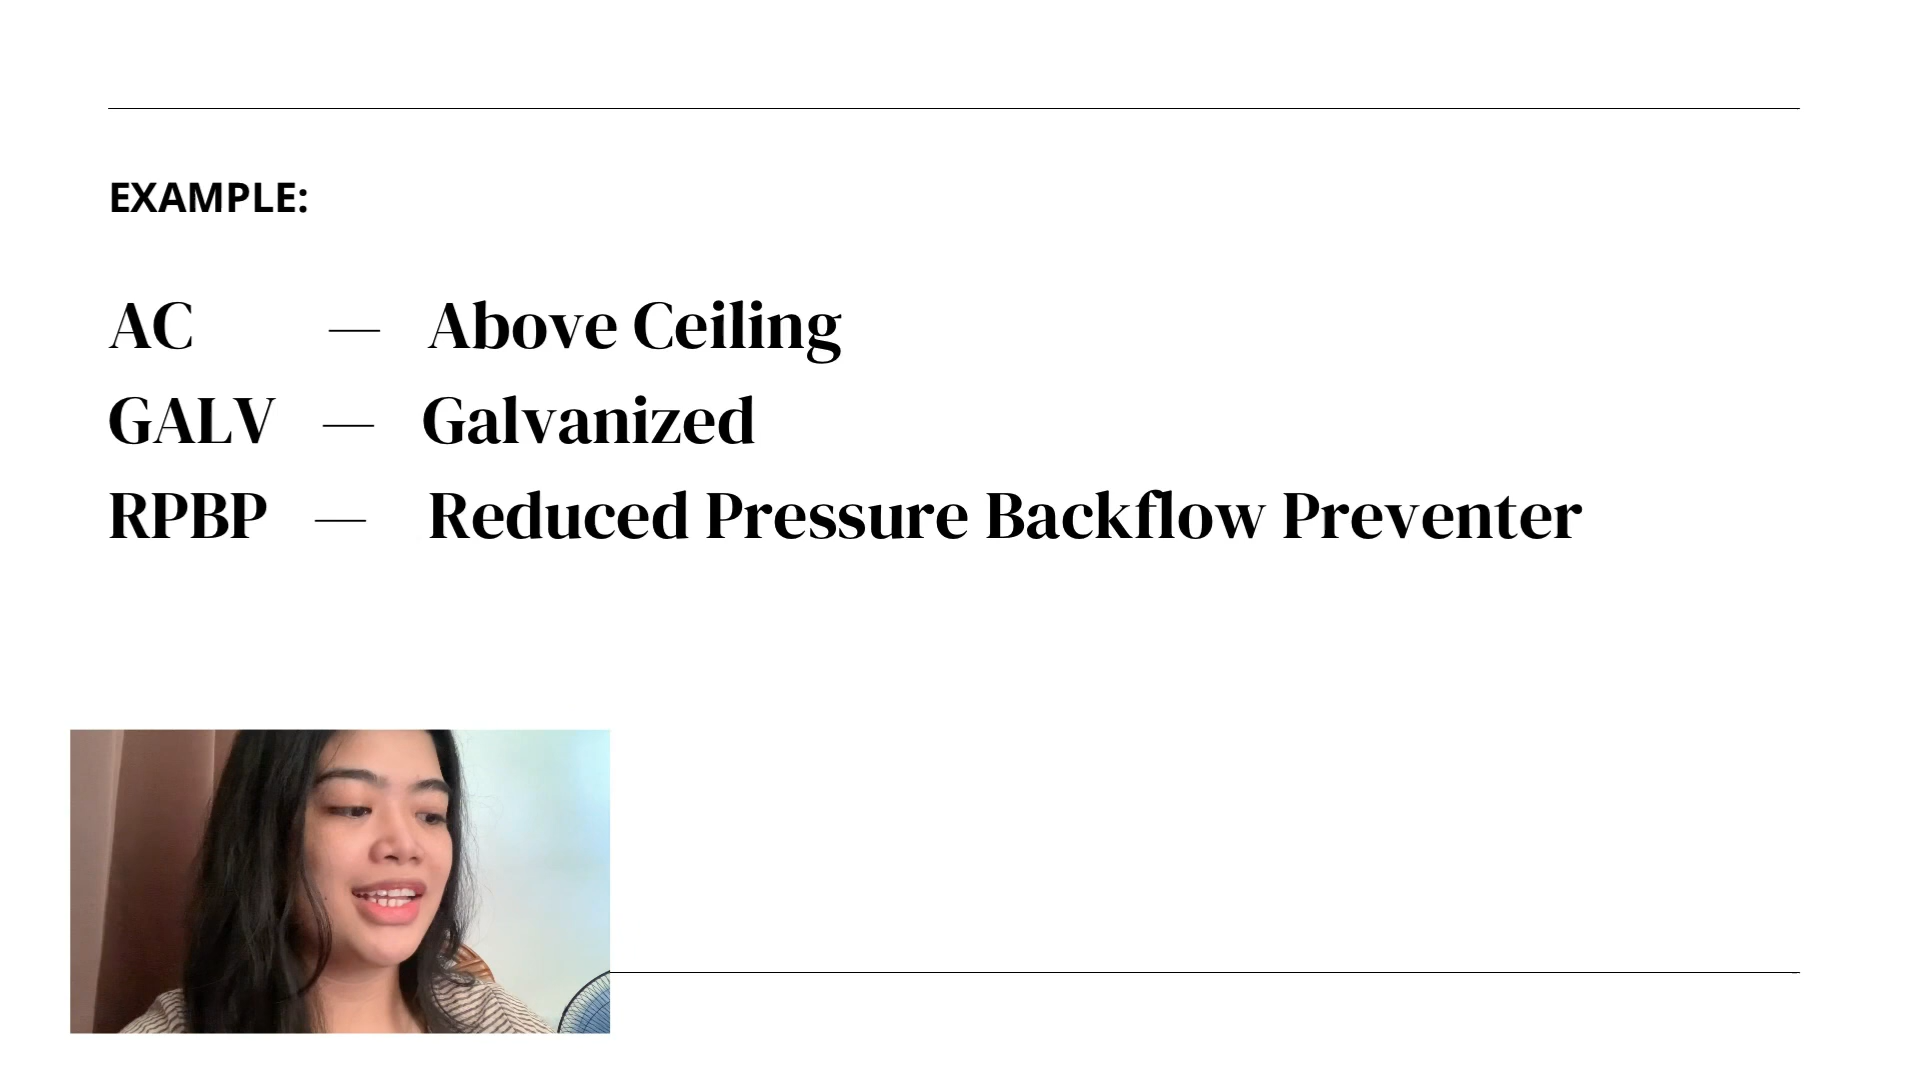 EXAMPLE:
AC — Above Ceiling
GALV — Galvanized
RPBP — Reduced Pressure Backflow Preventer